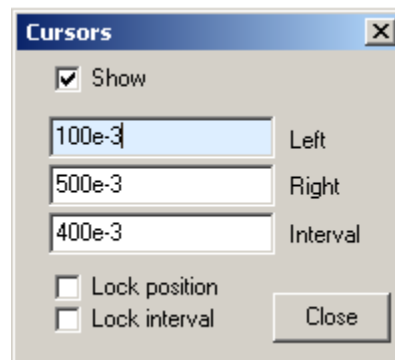 Cursors
Show
100e-3 Left
500e-3 Right
400e-3 Interval
Lock position
Lock interval
Close